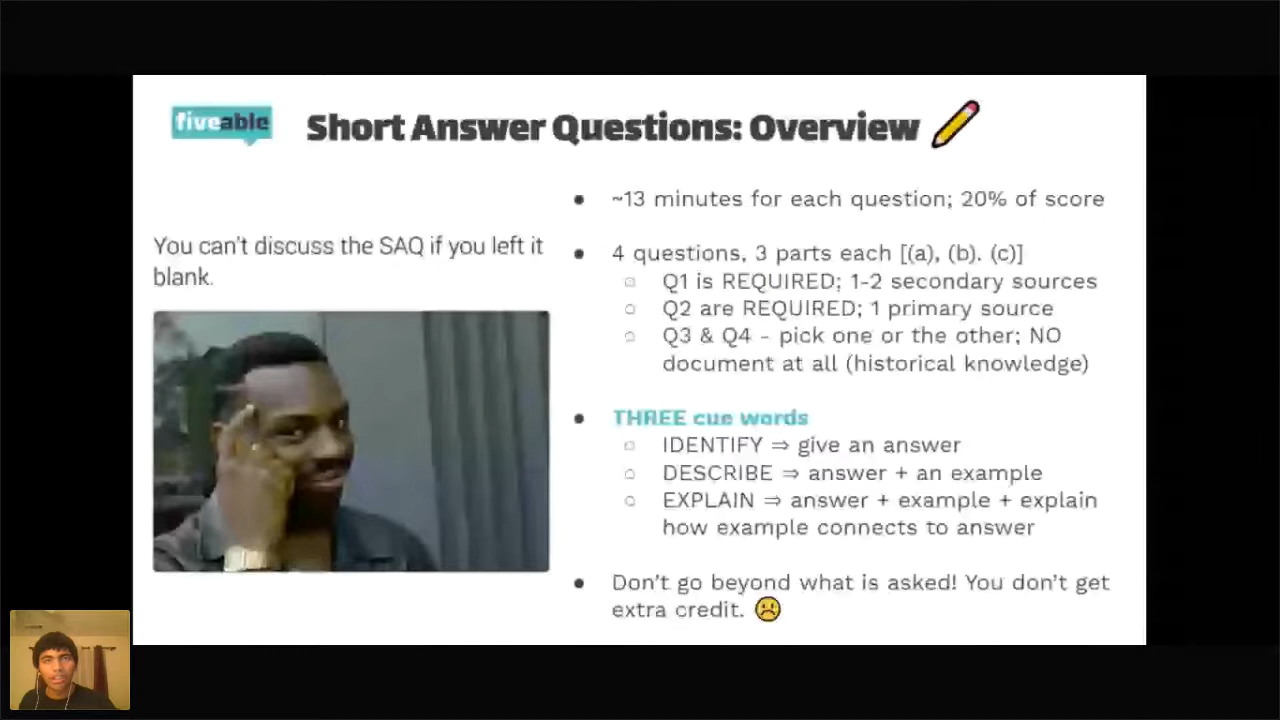 fiveable
Short Answer Questions: Overview
You can't discuss the SAQ if you left it
blank.
● ~13 minutes for each question; 20% of score
● 4 questions, 3 parts each [(a), (b). (c)]
○ Q1 is REQUIRED; 1-2 secondary sources
○ Q2 are REQUIRED; 1 primary source
○ Q3 & Q4 - pick one or the other; NO
document at all (historical knowledge)
● THREE cue words
○ IDENTIFY ⇒ give an answer
○ DESCRIBE ⇒ answer + an example
○ EXPLAIN ⇒ answer + example + explain
how example connects to answer
● Don't go beyond what is asked! You don't get
extra credit.